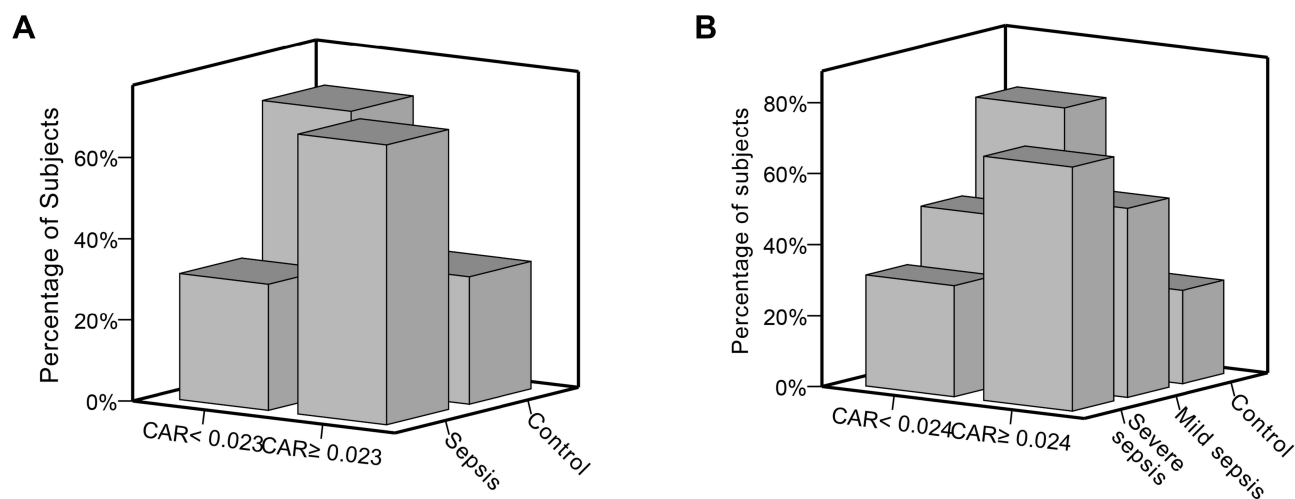 A
Percentage of Subjects
60%
40%
20%
0%
CAR< 0.023
CAR≥ 0.023
Sepsis
Control
B
Percentage of subjects
80%
60%
40%
20%
0%
CAR< 0.024
CAR≥ 0.024
Severe
sepsis
Mild sepsis
Control